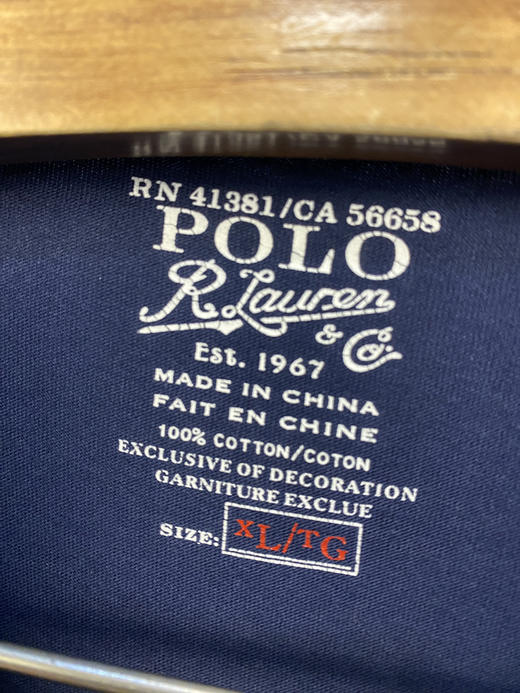 RN 41381/CA 56658
POLO
R. Lauren
& Co.
Est. 1967
MADE IN CHINA
FAIT EN CHINE
100% COTTON/COTON
EXCLUSIVE OF DECORATION
GARNITURE EXCLUE
SIZE: XL/TG